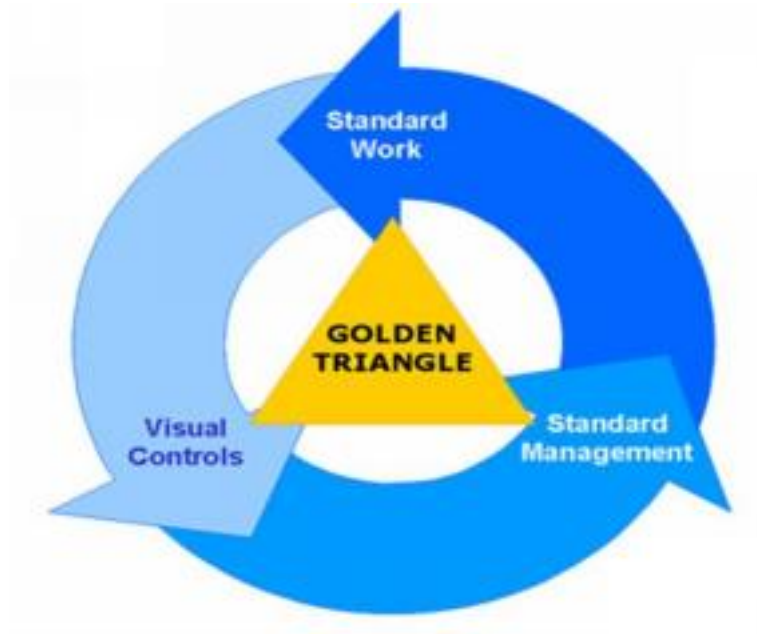 Standard
Work
GOLDEN
TRIANGLE
Visual
Controls
Standard
Management